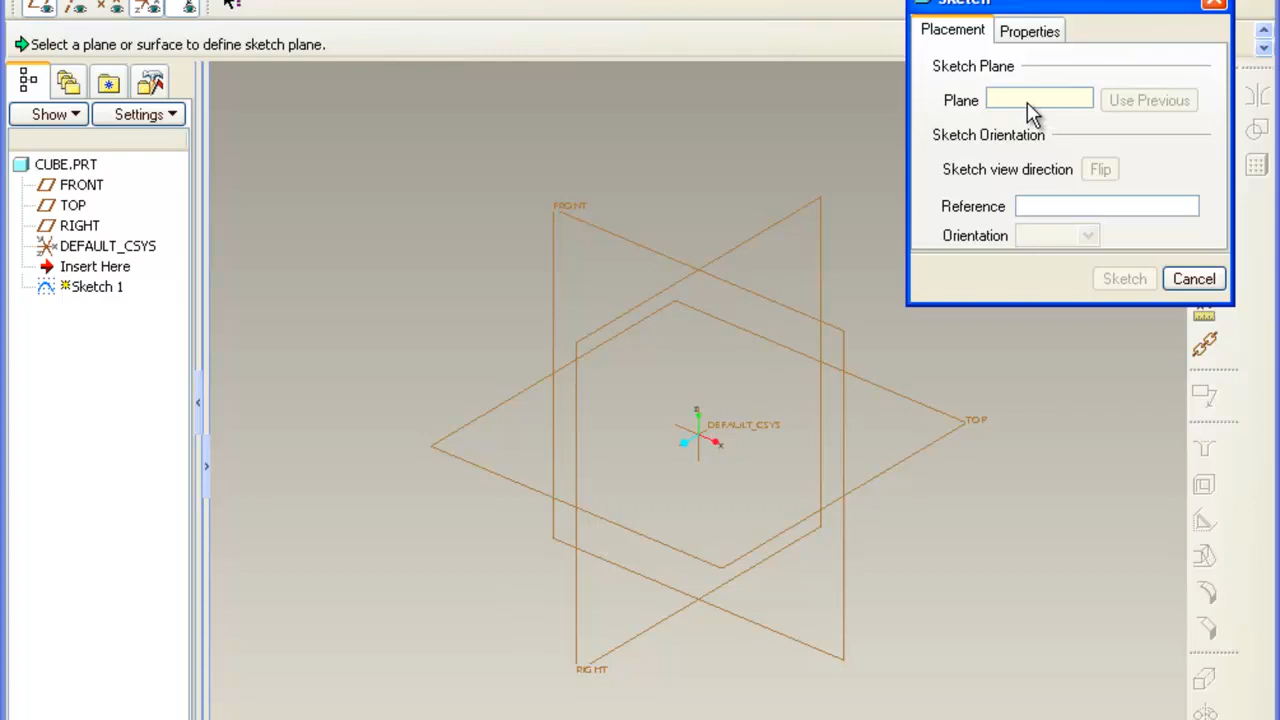 Sketch
Select a plane or surface to define sketch plane.
Placement
Properties
Sketch Plane
Plane
Use Previous
Sketch Orientation
Sketch view direction
Flip
Reference
Orientation
Sketch
Cancel
Show
Settings
CUBE.PRT
FRONT
TOP
RIGHT
DEFAULT_CSYS
Insert Here
Sketch 1
FRONT
TOP
DEFAULT_CSYS
X
RIGHT